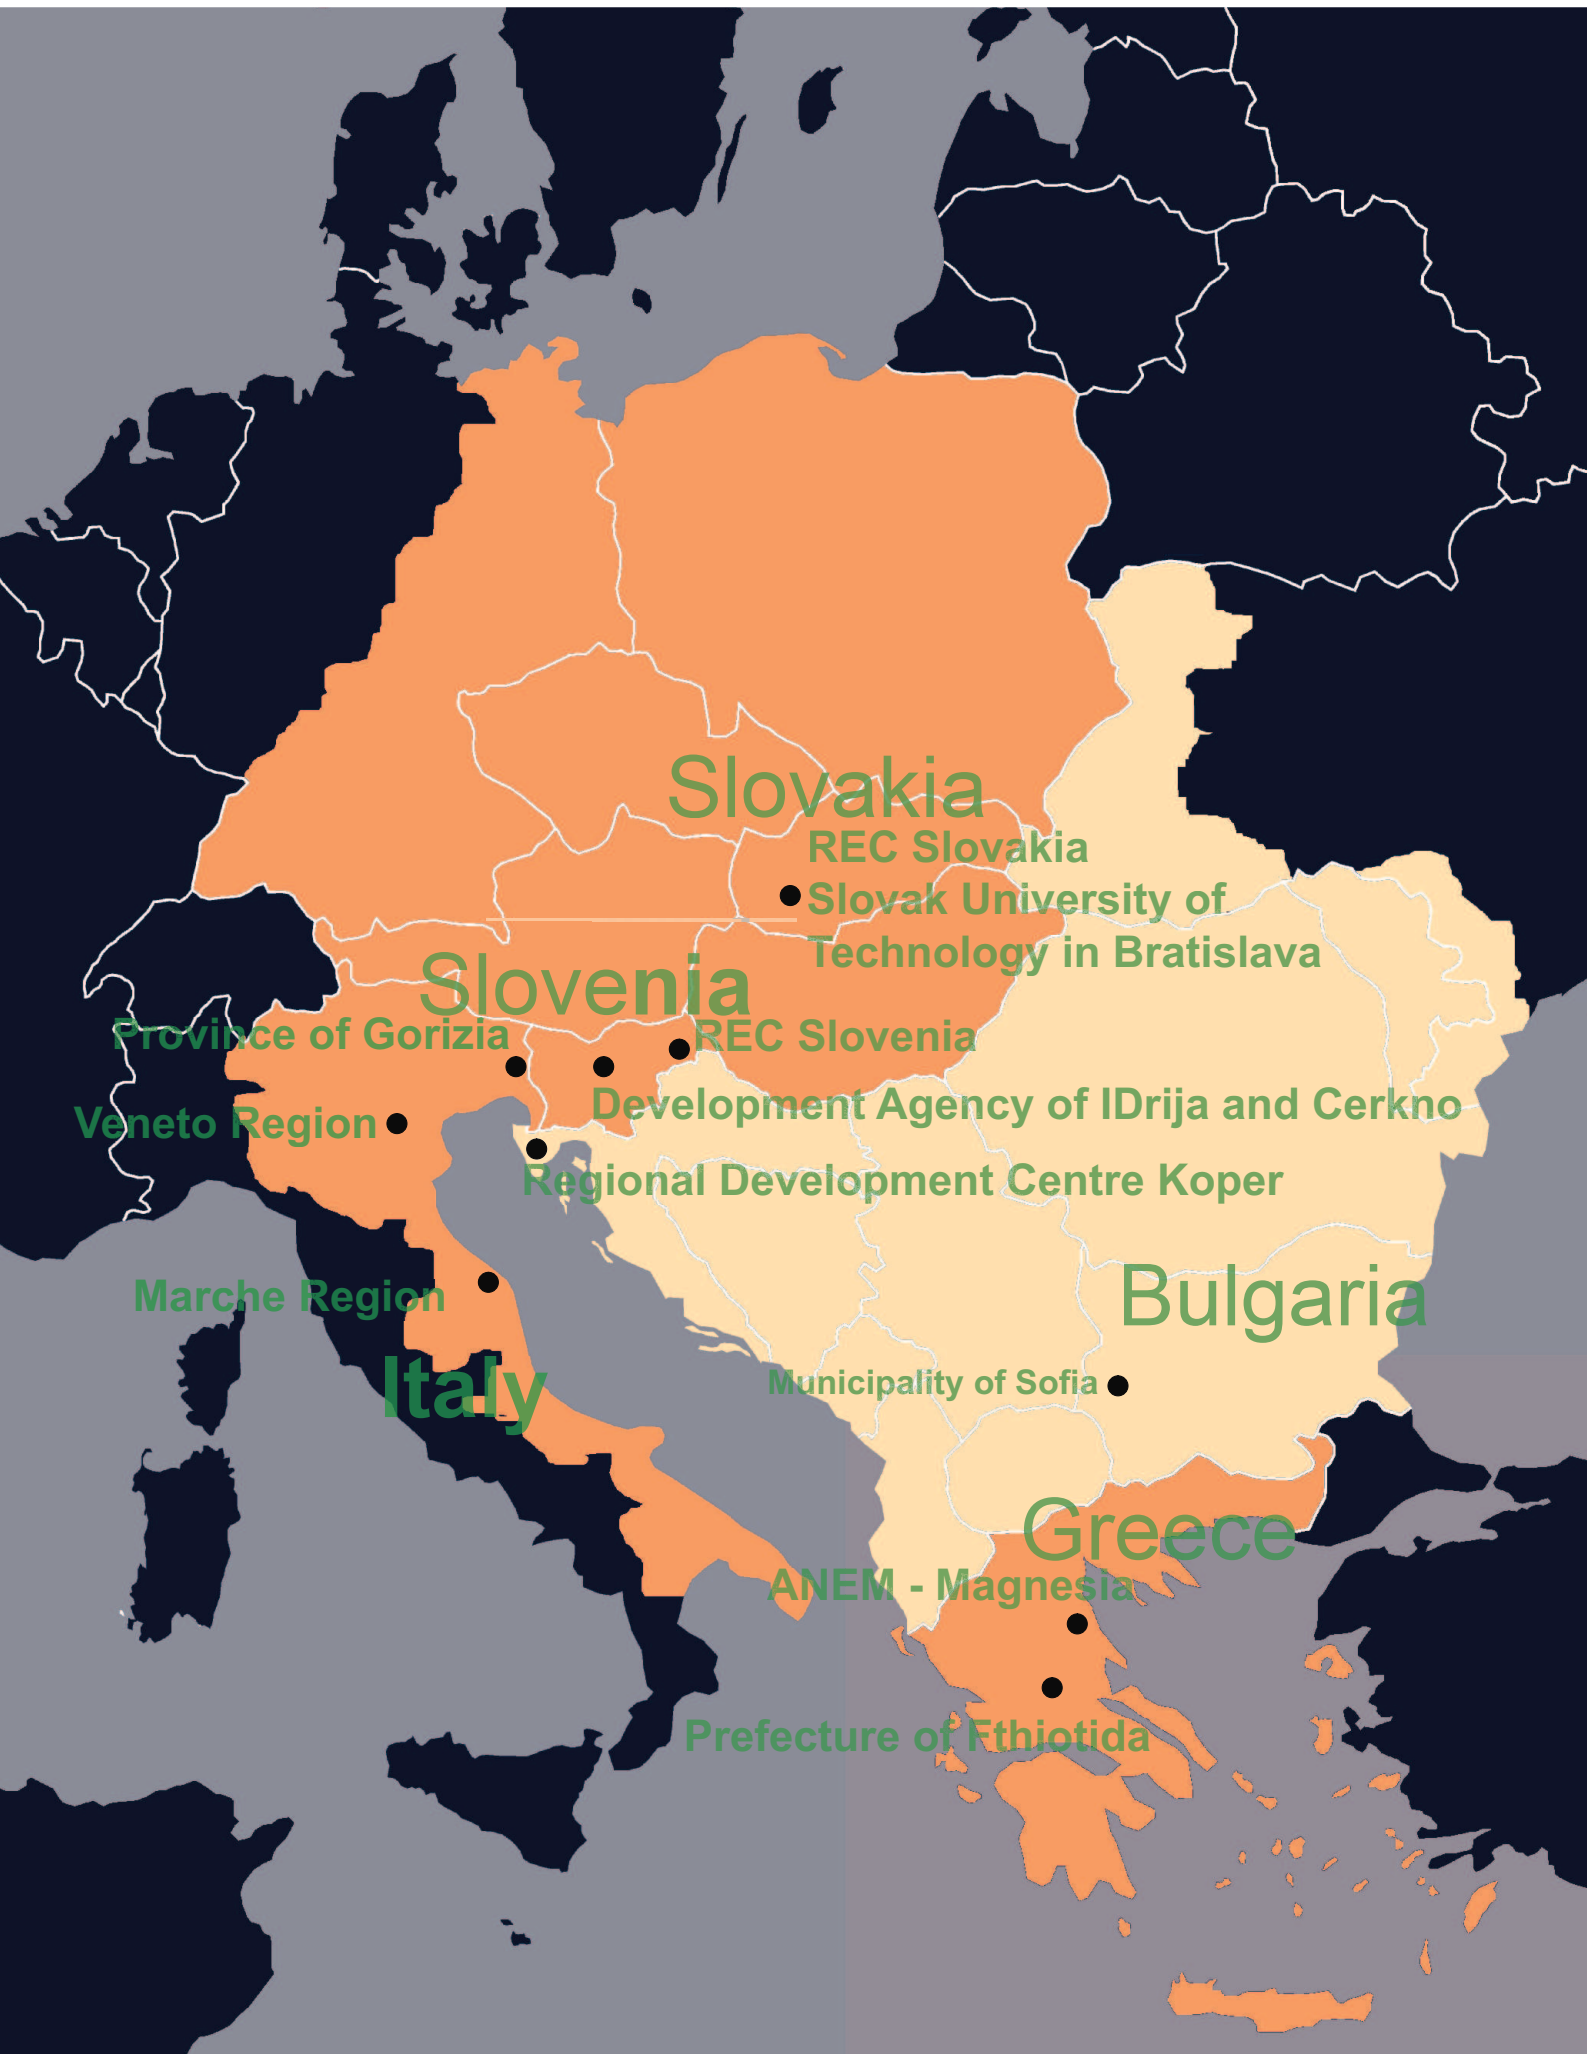 Slovakia
REC Slovakia
Slovak University of
Technology in Bratislava
Slovenia
Province of Gorizia
REC Slovenia
Veneto Region
Development Agency of IDrija and Cerkno
Regional Development Centre Koper
Marche Region
Bulgaria
Italy
Municipality of Sofia
Greece
ANEM - Magnesia
Prefecture of Fthiotida